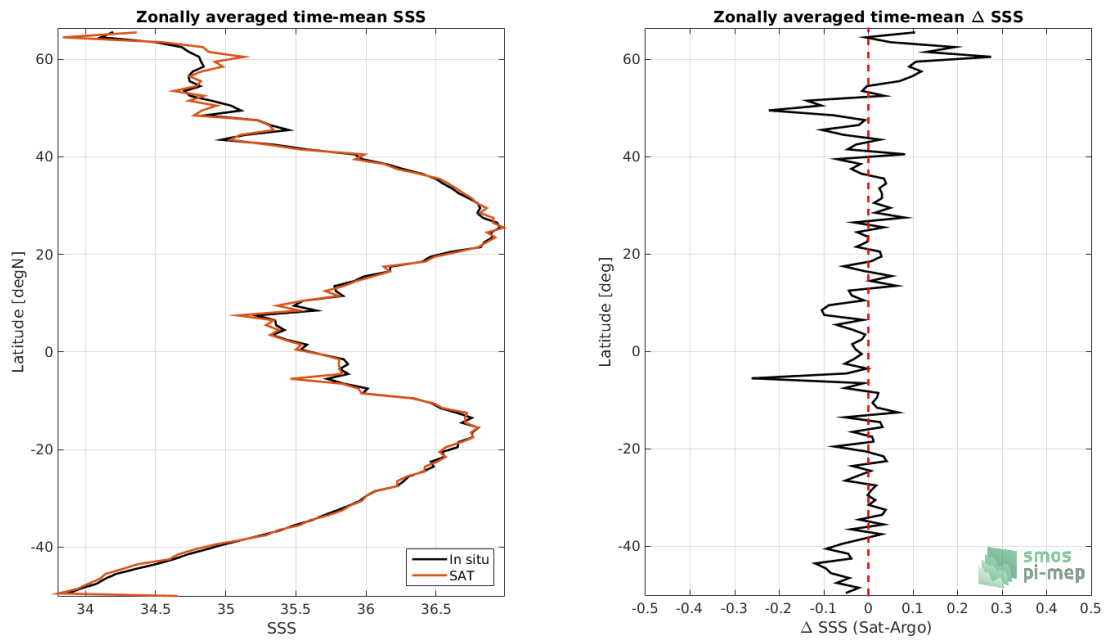 Zonally averaged time-mean SSS
Latitude [degN]
60
40
20
0
-20
-40
34
34.5
35
35.5
36
36.5
SSS
In situ
SAT
Zonally averaged time-mean Δ SSS
Latitude [deg]
60
40
20
0
-20
-40
-0.5
-0.4
-0.3
-0.2
-0.1
0
0.1
0.2
0.3
0.4
0.5
Δ SSS (Sat-Argo)
smos
pi-mep